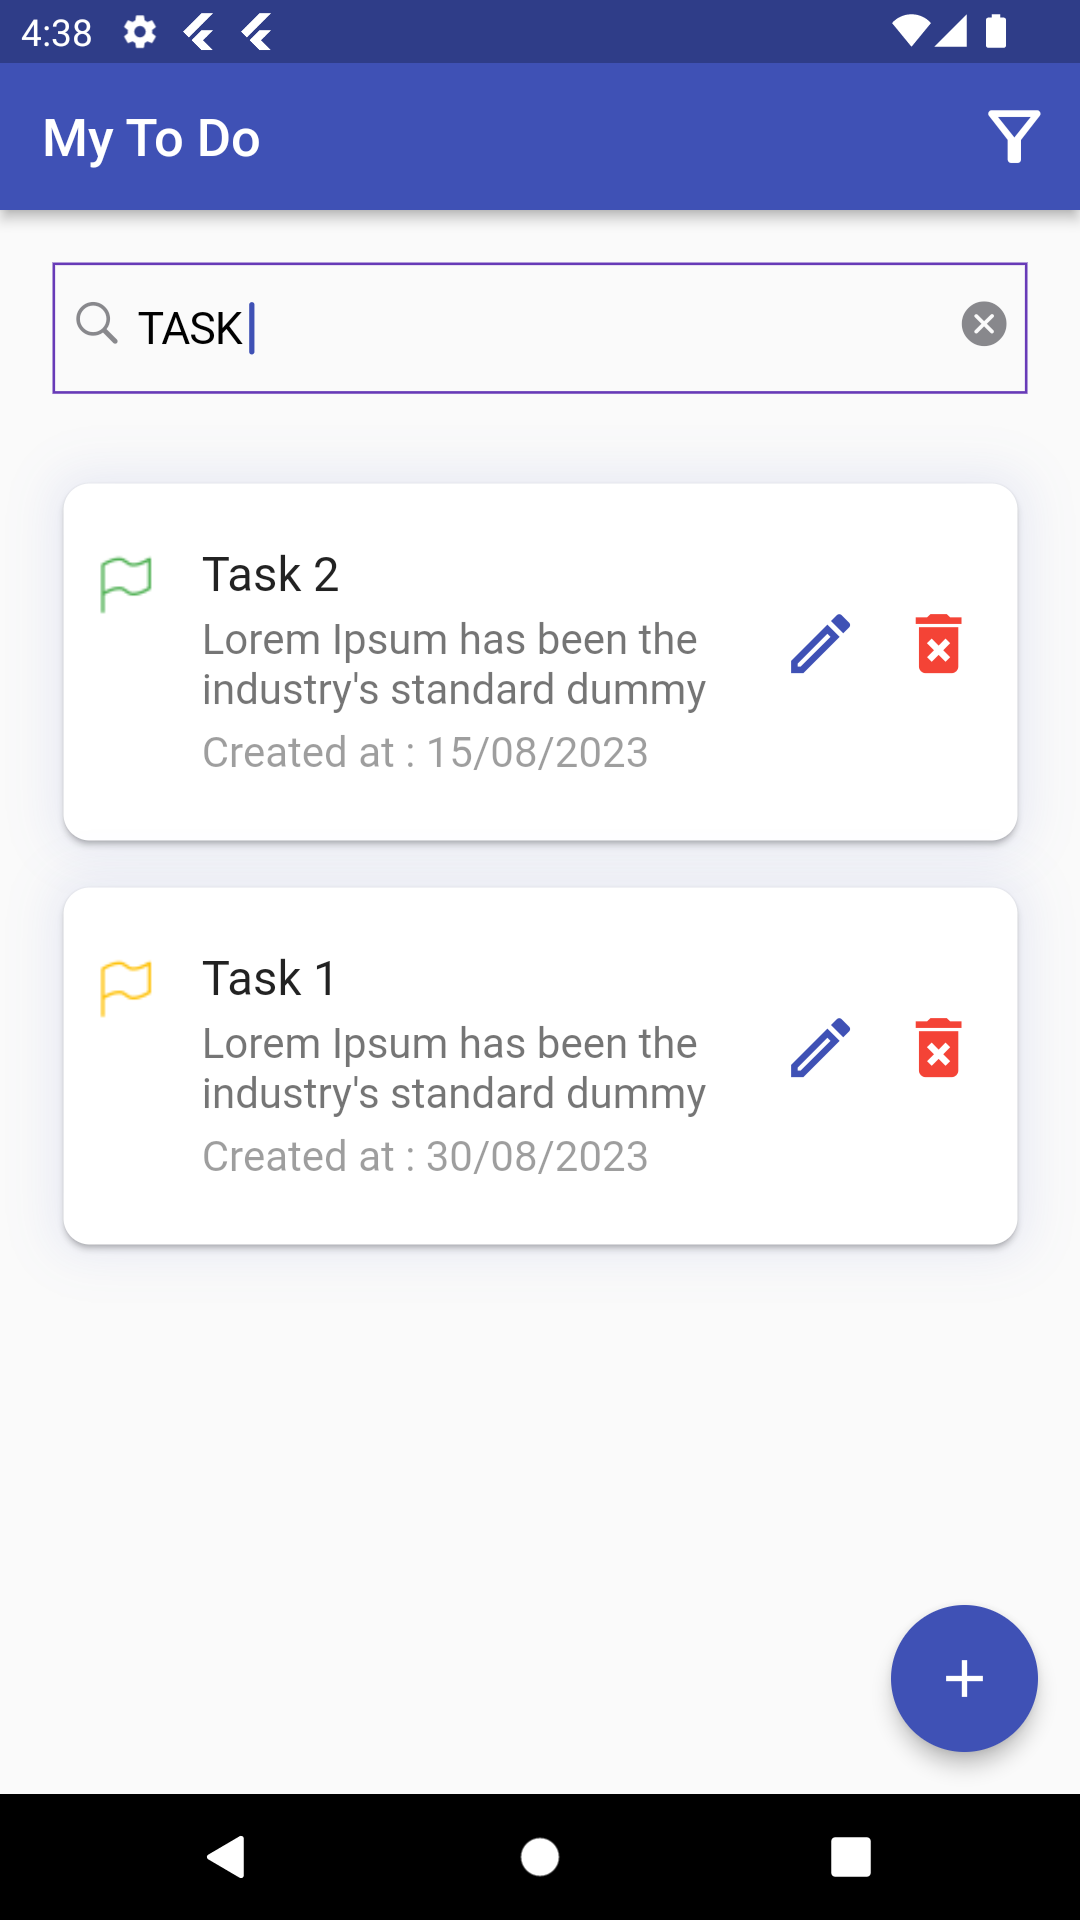 4:38
My To Do
TASK
Task 2
Lorem Ipsum has been the
industry's standard dummy
Created at : 15/08/2023
Task 1
Lorem Ipsum has been the
industry's standard dummy
Created at : 30/08/2023